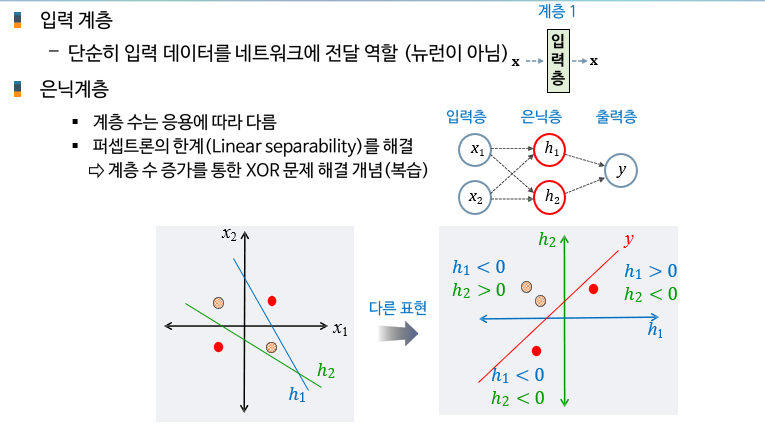 입력 계층
– 단순히 입력 데이터를 네트워크에 전달 역할 (뉴런이 아님)
계층 1
x
입력층
x
은닉계층
▪ 계층 수는 응용에 따라 다름
▪ 퍼셉트론의 한계(Linear separability)를 해결
⇨ 계층 수 증가를 통한 XOR 문제 해결 개념(복습)
입력층 은닉층 출력층
x₁ h₁
y
x₂ h₂
x₂
x₁
h₂
h₁
다른 표현
h₂ y
h₁ < 0 h₁ > 0
h₂ > 0 h₂ < 0
h₁
h₁ < 0
h₂ < 0